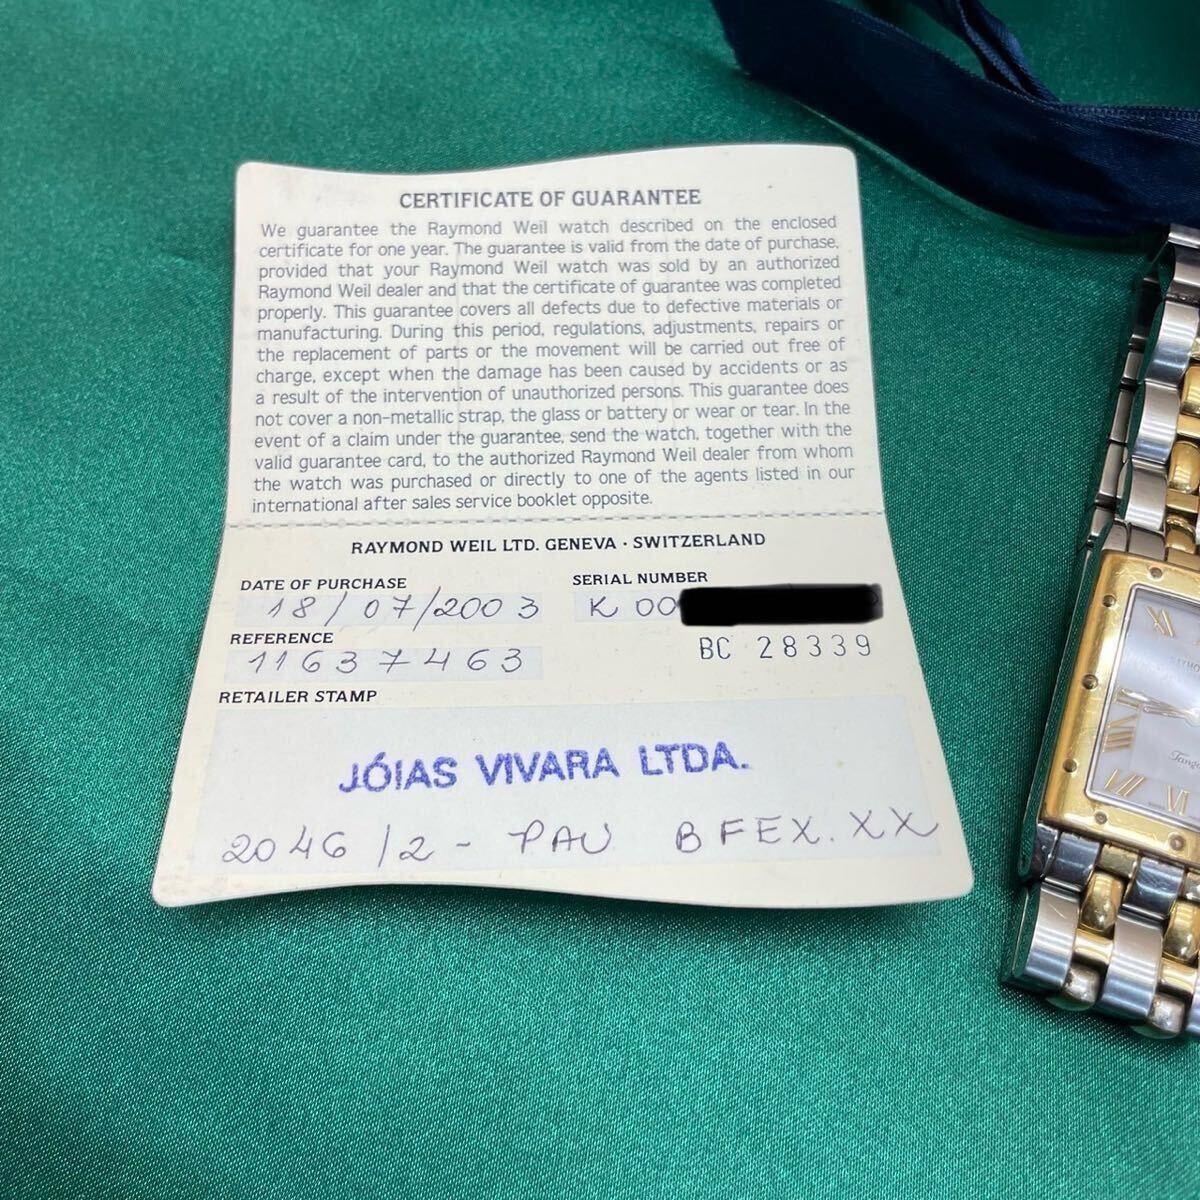 CERTIFICATE OF GUARANTEE
We guarantee the Raymond Weil watch described on the enclosed
certificate for one year. The guarantee is valid from the date of purchase,
provided that your Raymond Weil watch was sold by an authorized
Raymond Weil dealer and that the certificate of guarantee was completed
properly. This guarantee covers all defects due to defective materials or
manufacturing. During this period, regulations, adjustments, repairs or
the replacement of parts or the movement will be carried out free of
charge, except when the damage has been caused by accidents or as
a result of the intervention of unauthorized persons. This guarantee does
not cover a non-metallic strap, the glass or battery or wear or tear. In the
event of a claim under the guarantee, send the watch, together with the
valid guarantee card, to the authorized Raymond Weil dealer from whom
the watch was purchased or directly to one of the agents listed in our
international after sales service booklet opposite.
RAYMOND WEIL LTD. GENEVA · SWITZERLAND
DATE OF PURCHASE
18/07/2003
SERIAL NUMBER
K 00
REFERENCE
11637463
BC 28339
RETAILER STAMP
JÓIAS VIVARA LTDA.
2046/2 - PAU BFEX.XX